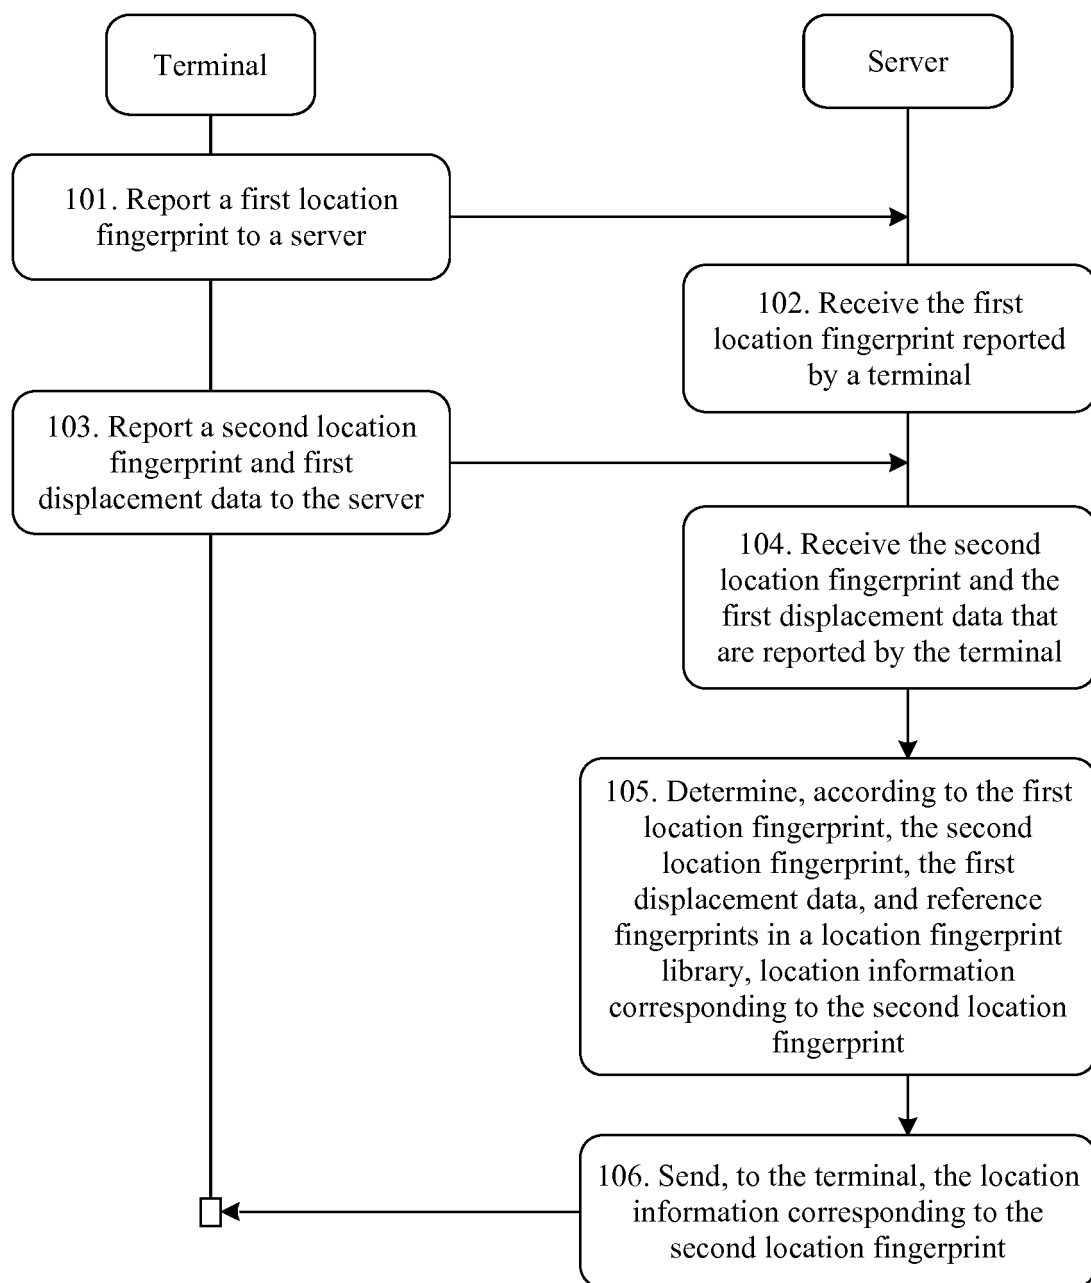 Terminal
Server
101. Report a first location
fingerprint to a server
102. Receive the first
location fingerprint reported
by a terminal
103. Report a second location
fingerprint and first
displacement data to the server
104. Receive the second
location fingerprint and the
first displacement data that
are reported by the terminal
105. Determine, according to the first
location fingerprint, the second
location fingerprint, the first
displacement data, and reference
fingerprints in a location fingerprint
library, location information
corresponding to the second location
fingerprint
106. Send, to the terminal, the location
information corresponding to the
second location fingerprint